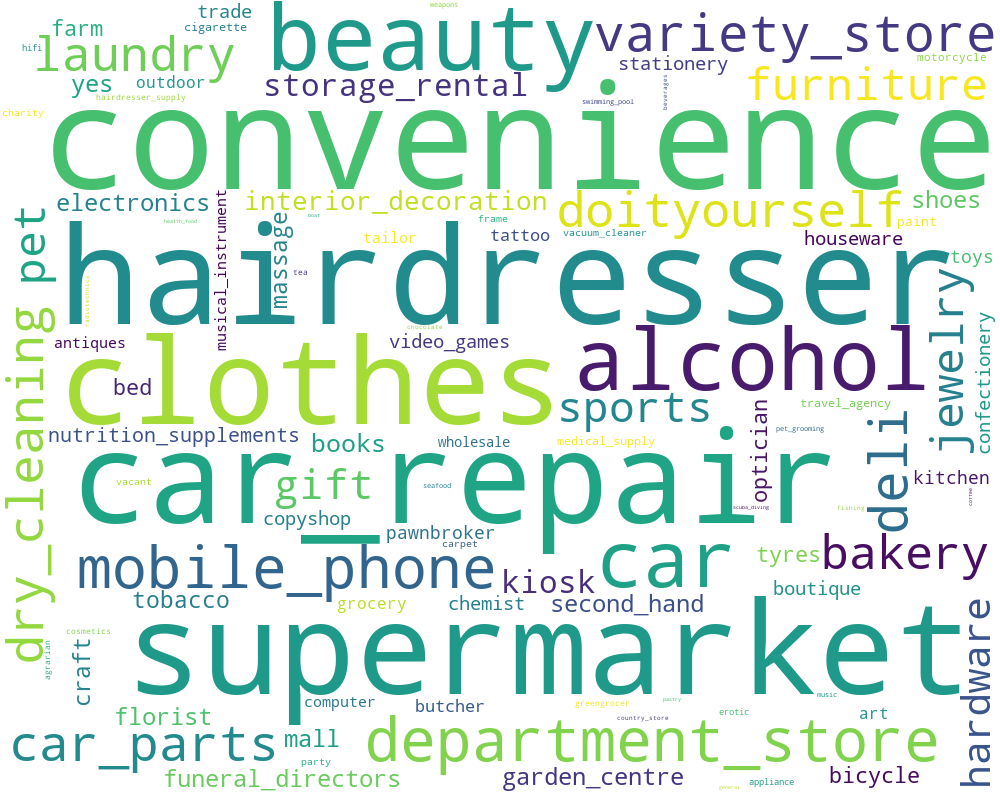 weapons
trade
cigarette
farm
beauty
variety_store
hifi
laundry
stationery
motorcycle
yes
outdoor
storage_rental
furniture
beverages
hairdresser_supply
swimming_pool
charity
convenience
electronics
musical_instrument
interior_decoration
doityourself
shoes
health_food
boat
frame
paint
pet
massage
tailor
tattoo
vacuum_cleaner
houseware
toys
hairdresser
tea
radiotechnics
jewelry
dry_cleaning
antiques
chocolate
video_games
alcohol
confectionery
clothes
bed
sports
travel_agency
optician
deli
nutrition_supplements
books
wholesale
medical_supply
pet_grooming
car_repair
gift
vacant
seafood
kitchen
coffee
scuba_diving
fishing
copyshop
pawnbroker
carpet
mobile_phone
kiosk
car
tyres
bakery
tobacco
grocery
chemist
second_hand
boutique
hardware
cosmetics
agrarian
craft
supermarket
computer
butcher
greengrocer
pastry
music
florist
country_store
erotic
art
car_parts
mall
department_store
party
funeral_directors
garden_centre
appliance
bicycle
general